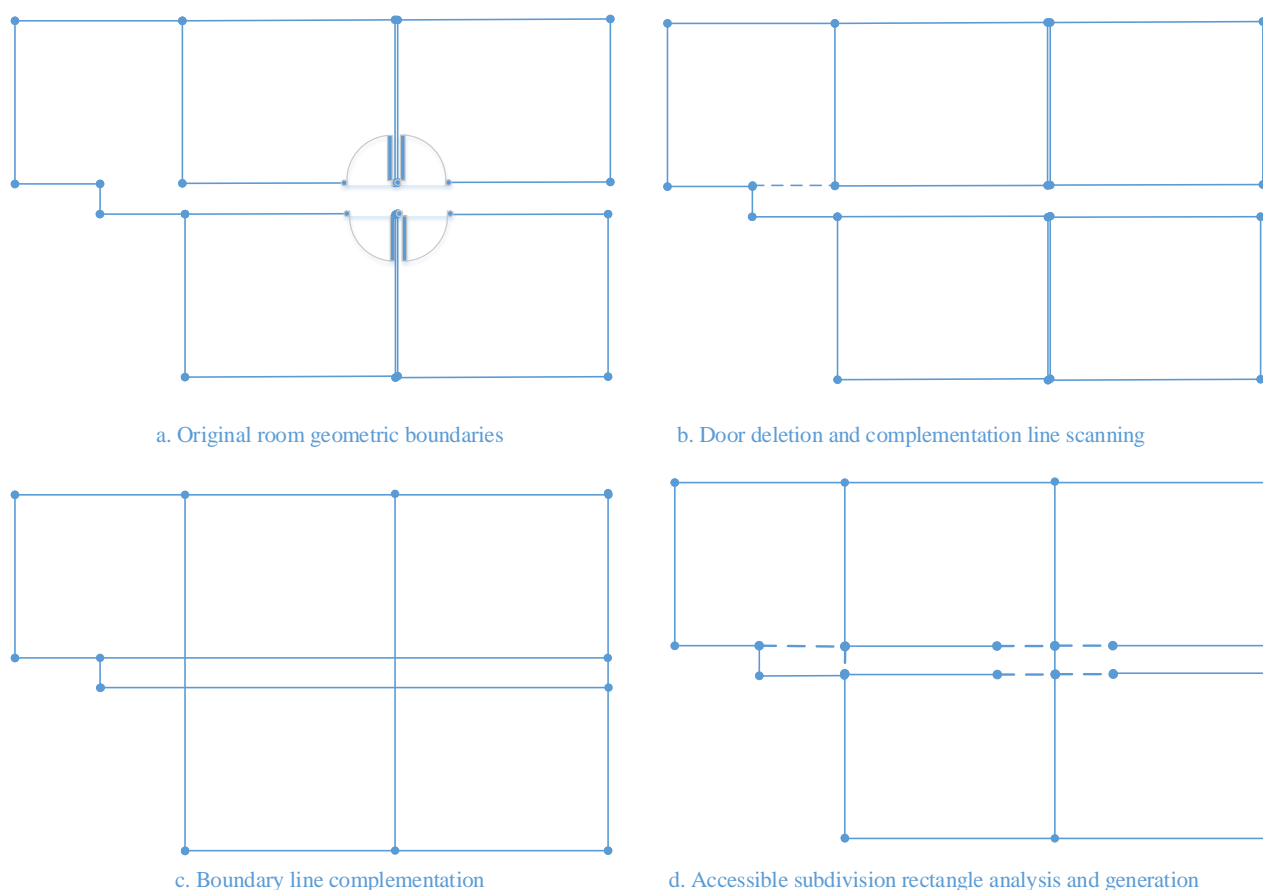 a. Original room geometric boundaries
b. Door deletion and complementation line scanning
c. Boundary line complementation
d. Accessible subdivision rectangle analysis and generation